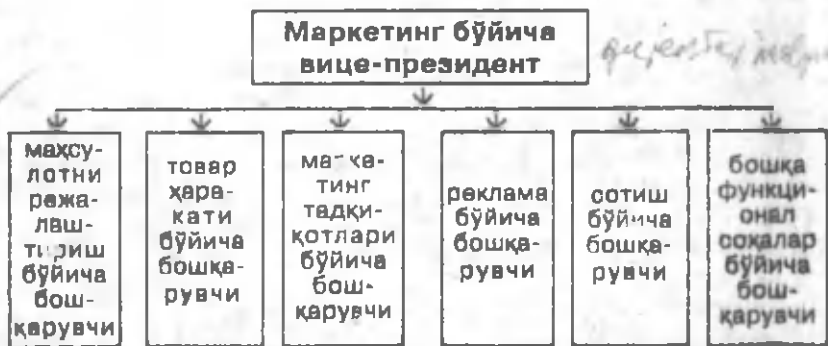 Маркетинг бўйича
вице-президент
маҳсу-
лотни
режа-
лаш-
тириш
бўйича
бош-
қарувчи
товар
ҳара-
кати
бўйича
бошқа-
рувчи
марке-
тинг
тадқи-
қотлари
бўйича
бош-
қарувчи
реклама
бўйича
бошқа-
рувчи
сотиш
бўйича
бошқа-
рувчи
бошқа
функци-
онал
соҳалар
бўйича
бош-
қарувчи